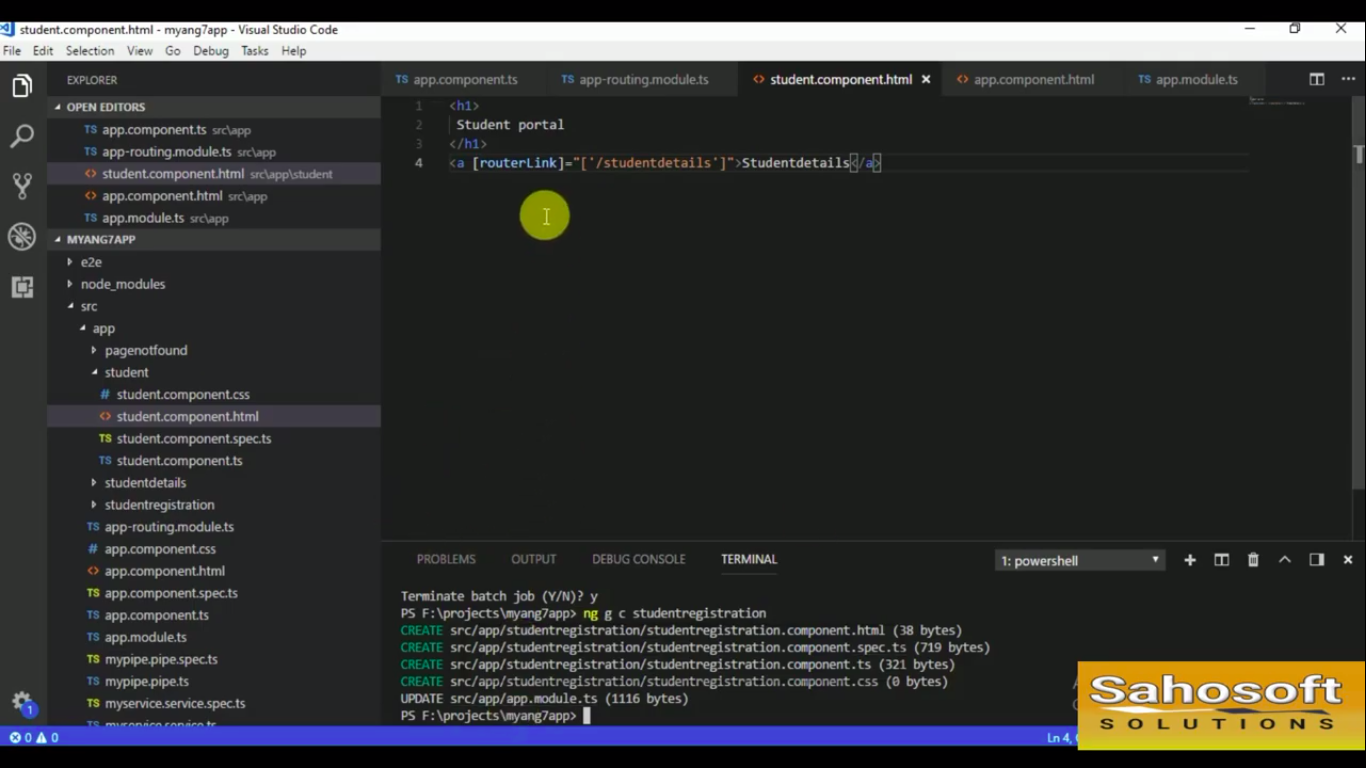 student.component.html - myang7app - Visual Studio Code
File Edit Selection View Go Debug Tasks Help
EXPLORER
OPEN EDITORS
TS app.component.ts src\app
TS app-routing.module.ts src\app
<> student.component.html src\app\student
<> app.component.html src\app
TS app.module.ts src\app
MYANG7APP
e2e
node_modules
src
app
pagenotfound
student
# student.component.css
<> student.component.html
TS student.component.spec.ts
TS student.component.ts
studentdetails
studentregistration
TS app-routing.module.ts
# app.component.css
<> app.component.html
TS app.component.spec.ts
TS app.component.ts
TS app.module.ts
TS mypipe.pipe.spec.ts
TS mypipe.pipe.ts
TS myservice.service.spec.ts
TS myservice.service.ts
TS app.component.ts TS app-routing.module.ts <> student.component.html × <> app.component.html TS app.module.ts
1 <h1>
2 Student portal
3 </h1>
4 <a [routerLink]="['/studentdetails']">Studentdetails</a>
PROBLEMS OUTPUT DEBUG CONSOLE TERMINAL 1: powershell
Terminate batch job (Y/N)? y
PS F:\projects\myang7app> ng g c studentregistration
CREATE src/app/studentregistration/studentregistration.component.html (38 bytes)
CREATE src/app/studentregistration/studentregistration.component.spec.ts (719 bytes)
CREATE src/app/studentregistration/studentregistration.component.ts (321 bytes)
CREATE src/app/studentregistration/studentregistration.component.css (0 bytes)
UPDATE src/app/app.module.ts (1116 bytes)
PS F:\projects\myang7app>
1
0 0
Ln 4,
Sahosoft
SOLUTIONS